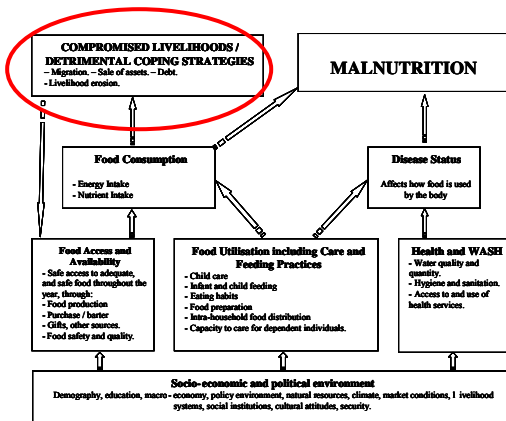 COMPROMISED LIVELIHOODS /
DETRIMENTAL COPING STRATEGIES
– Migration. – Sale of assets. – Debt.
- Livelihood erosion.
MALNUTRITION
Food Consumption
- Energy Intake
- Nutrient Intake
Disease Status
Affects how food is used
by the body
Food Access and
Availability
- Safe access to adequate,
and safe food throughout the
year, through:
- Food production
- Purchase / barter
- Gifts, other sources.
- Food safety and quality.
Food Utilisation including Care and
Feeding Practices
- Child care
- Infant and child feeding
- Eating habits
- Food preparation
- Intra-household food distribution
- Capacity to care for dependent individuals.
Health and WASH
- Water quality and
quantity.
- Hygiene and sanitation.
- Access to and use of
health services.
Socio-economic and political environment
Demography, education, macro - economy, policy environment, natural resources, climate, market conditions, l ivelihood
systems, social institutions, cultural attitudes, security.